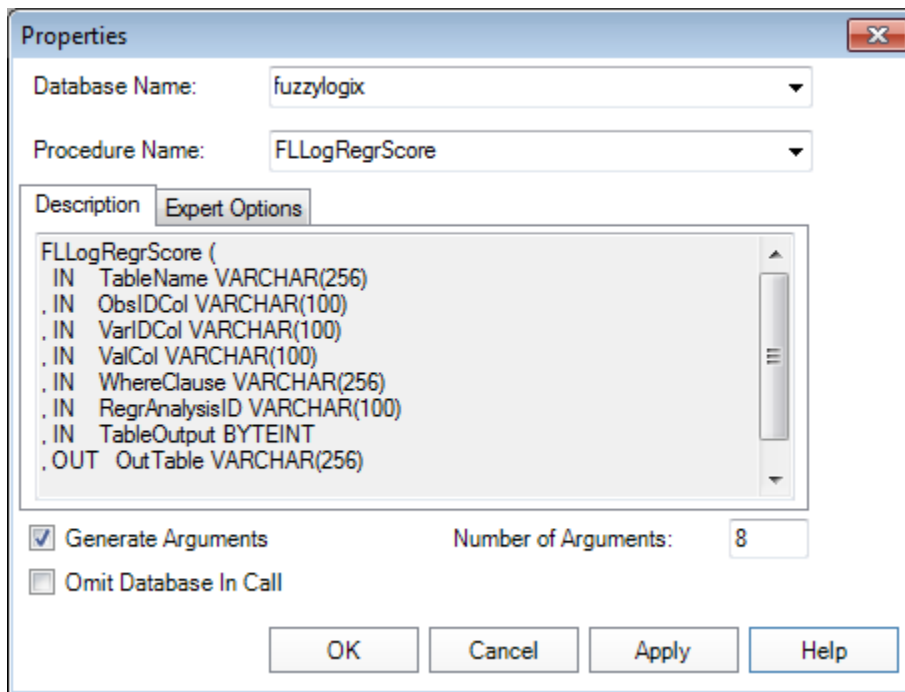 Properties
Database Name: fuzzylogix
Procedure Name: FLLogRegrScore
Description Expert Options
FLLogRegrScore (
IN TableName VARCHAR(256)
, IN ObsIDCol VARCHAR(100)
, IN VarIDCol VARCHAR(100)
, IN ValCol VARCHAR(100)
, IN WhereClause VARCHAR(256)
, IN RegrAnalysisID VARCHAR(100)
, IN TableOutput BYTEINT
, OUT OutTable VARCHAR(256)
Generate Arguments Number of Arguments: 8
Omit Database In Call
OK Cancel Apply Help